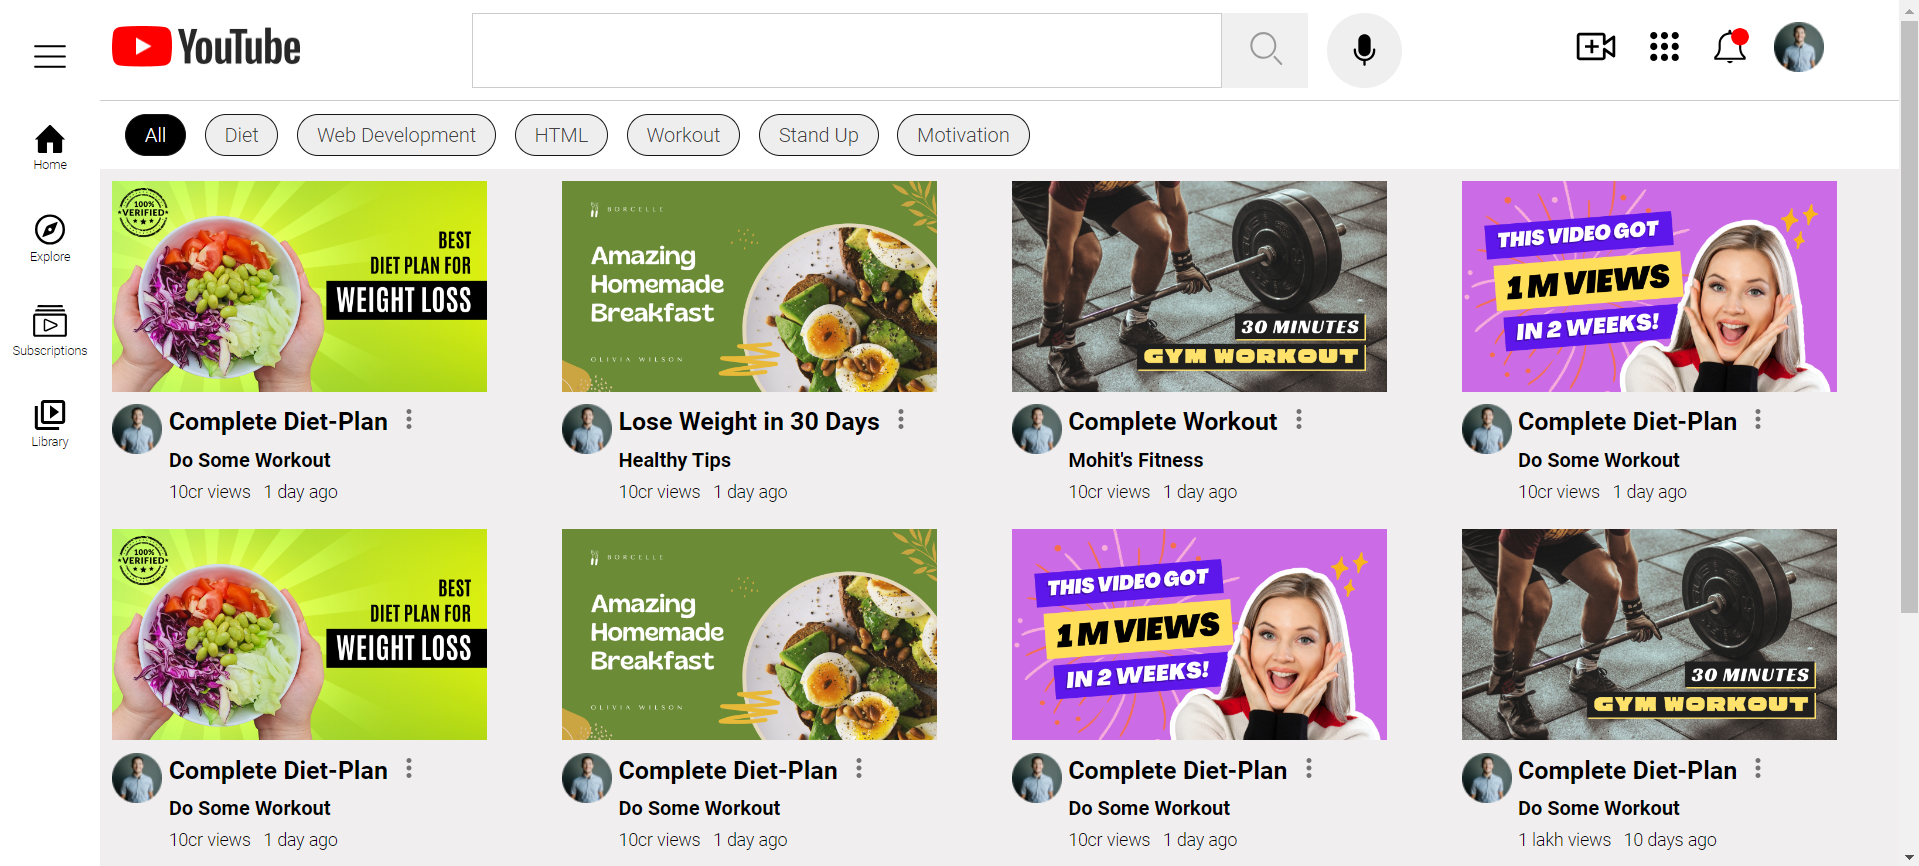 YouTube
All Diet Web Development HTML Workout Stand Up Motivation
Home
Explore
Subscriptions
Library
100%
VERIFIED
BEST
DIET PLAN FOR
WEIGHT LOSS
Complete Diet-Plan
Do Some Workout
10cr views 1 day ago
BORCELLE
Amazing
Homemade
Breakfast
OLIVIA WILSON
Lose Weight in 30 Days
Healthy Tips
10cr views 1 day ago
30 MINUTES
GYM WORKOUT
Complete Workout
Mohit's Fitness
10cr views 1 day ago
THIS VIDEO GOT
1 M VIEWS
IN 2 WEEKS!
Complete Diet-Plan
Do Some Workout
10cr views 1 day ago
100%
VERIFIED
BEST
DIET PLAN FOR
WEIGHT LOSS
Complete Diet-Plan
Do Some Workout
10cr views 1 day ago
BORCELLE
Amazing
Homemade
Breakfast
OLIVIA WILSON
Complete Diet-Plan
Do Some Workout
10cr views 1 day ago
THIS VIDEO GOT
1 M VIEWS
IN 2 WEEKS!
Complete Diet-Plan
Do Some Workout
10cr views 1 day ago
30 MINUTES
GYM WORKOUT
Complete Diet-Plan
Do Some Workout
1 lakh views 10 days ago